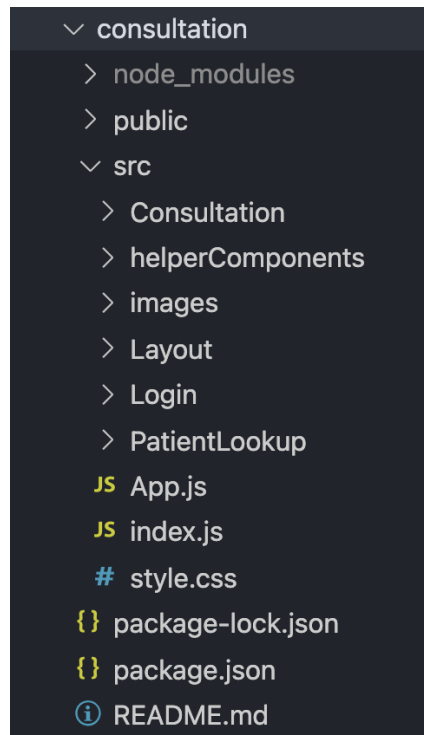 consultation
node_modules
public
src
Consultation
helperComponents
images
Layout
Login
PatientLookup
JS App.js
JS index.js
# style.css
{} package-lock.json
{} package.json
README.md